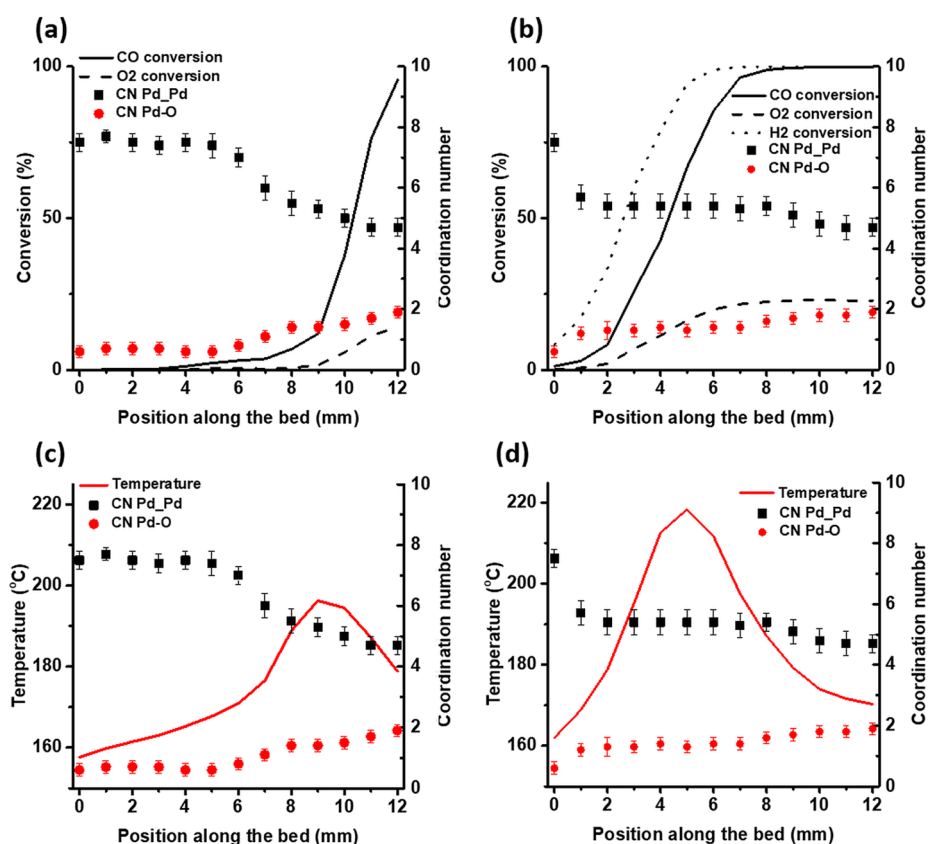 (a)
CO conversion
O2 conversion
CN Pd_Pd
CN Pd-O
100
50
0
Conversion (%)
10
8
6
4
2
0
Coordination number
0 2 4 6 8 10 12
Position along the bed (mm)
(b)
CO conversion
O2 conversion
H2 conversion
CN Pd_Pd
CN Pd-O
100
50
0
Conversion (%)
10
8
6
4
2
0
Coordination number
0 2 4 6 8 10 12
Position along the bed (mm)
(c)
Temperature
CN Pd_Pd
CN Pd-O
220
200
180
160
Temperature (°C)
10
8
6
4
2
0
Coordination number
0 2 4 6 8 10 12
Position along the bed (mm)
(d)
Temperature
CN Pd_Pd
CN Pd-O
220
200
180
160
Temperature (°C)
10
8
6
4
2
0
Coordination number
0 2 4 6 8 10 12
Position along the bed (mm)